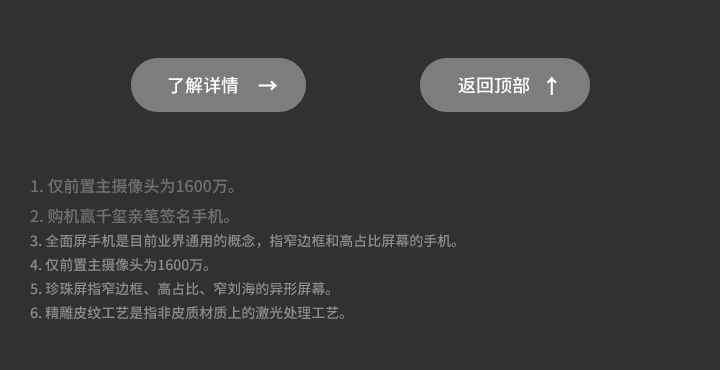 了解详情 →
返回顶部 ↑
1. 仅前置主摄像头为1600万。
2. 购机赢千玺亲笔签名手机。
3. 全面屏手机是目前业界通用的概念，指窄边框和高占比屏幕的手机。
4. 仅前置主摄像头为1600万。
5. 珍珠屏指窄边框、高占比、窄刘海的异形屏幕。
6. 精雕皮纹工艺是指非皮质材质上的激光处理工艺。